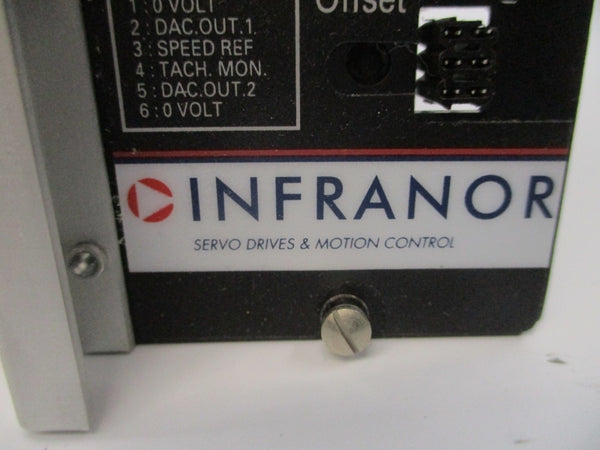 1 : 0 VOLT
2 : DAC.OUT.1.
3 : SPEED REF
4 : TACH. MON.
5 : DAC.OUT.2
6 : 0 VOLT
Offset
INFRANOR
SERVO DRIVES & MOTION CONTROL